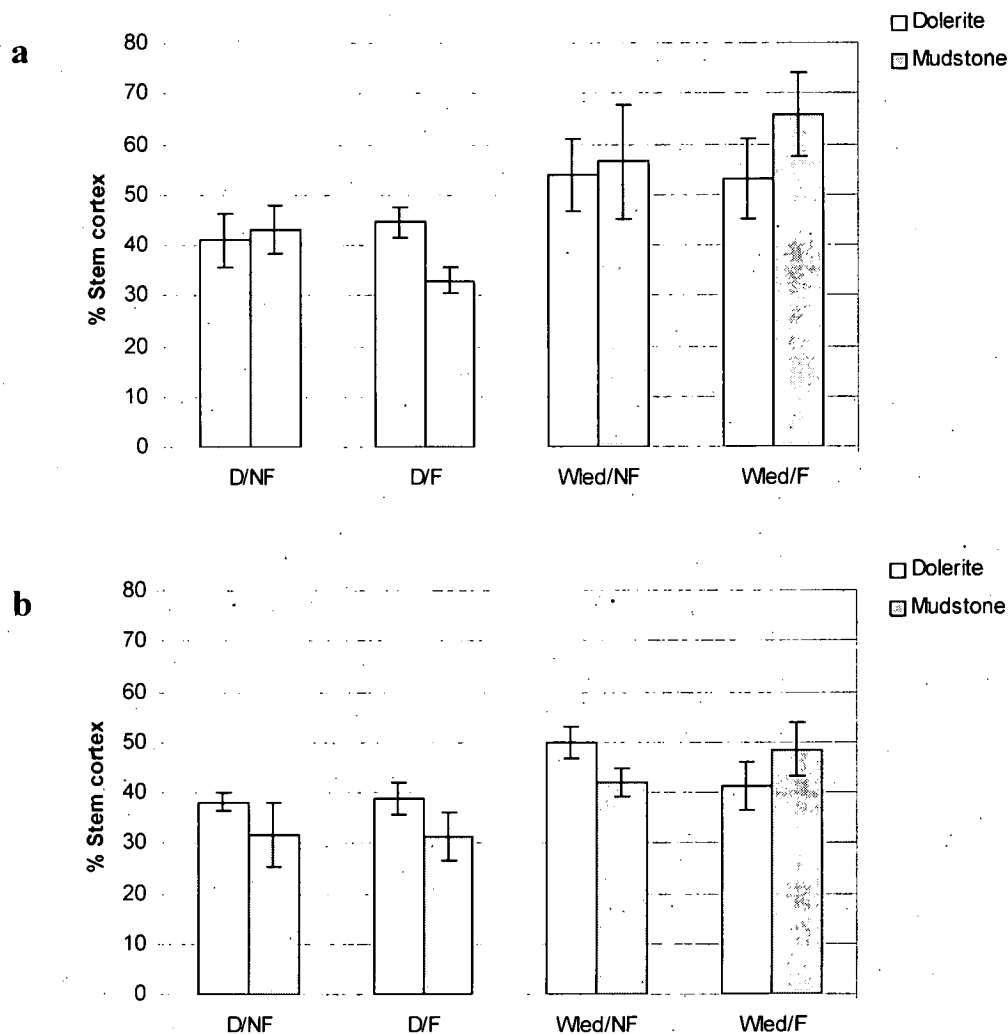 a
Dolerite
Mudstone
% Stem cortex
80
70
60
50
40
30
20
10
0
D/NF
D/F
Wled/NF
Wled/F
b
Dolerite
Mudstone
% Stem cortex
80
70
60
50
40
30
20
10
0
D/NF
D/F
Wled/NF
Wled/F